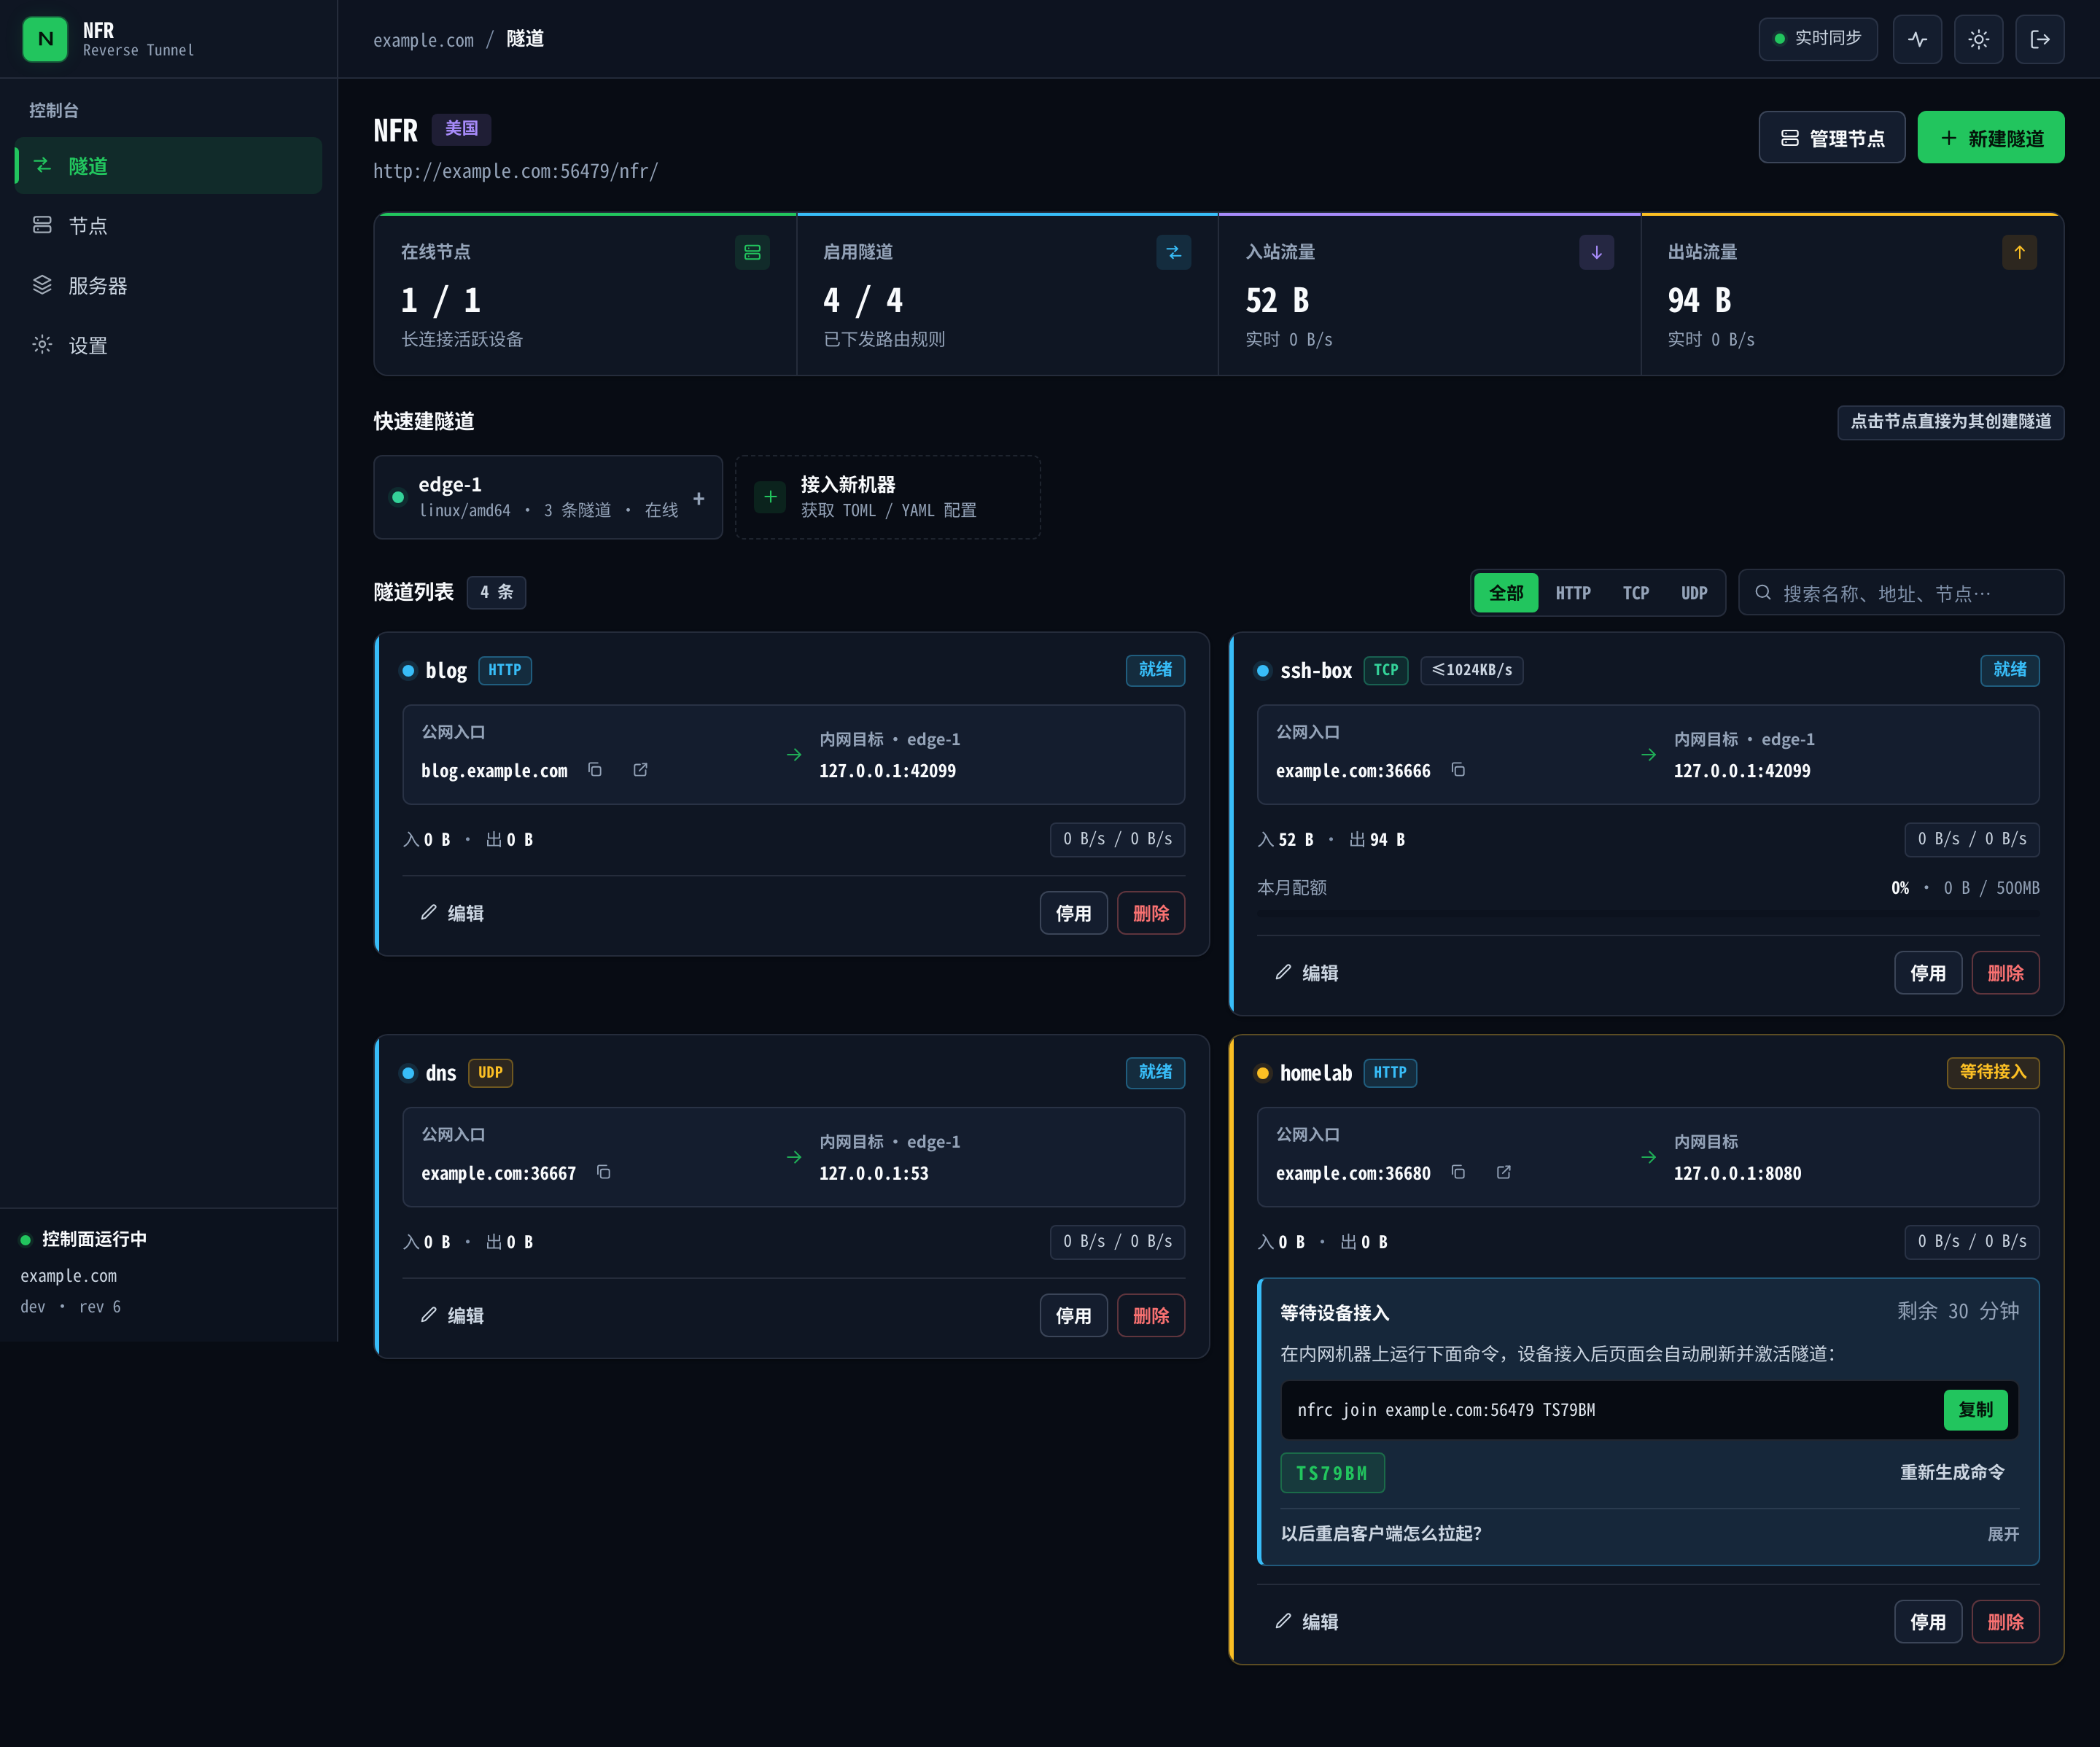 N
NFR
Reverse Tunnel
控制台
隧道
节点
服务器
设置
控制面运行中
example.com
dev • rev 6
example.com / 隧道
实时同步
NFR 美国
http://example.com:56479/nfr/
管理节点
新建隧道
在线节点
1 / 1
长连接活跃设备
启用隧道
4 / 4
已下发路由规则
入站流量
52 B
实时 0 B/s
出站流量
94 B
实时 0 B/s
快速建隧道
点击节点直接为其创建隧道
edge-1
linux/amd64 • 3 条隧道 • 在线
+
接入新机器
获取 TOML / YAML 配置
隧道列表 4 条
全部 HTTP TCP UDP
搜索名称、地址、节点…
blog HTTP 就绪
公网入口
blog.example.com
内网目标 • edge-1
127.0.0.1:42099
入 0 B • 出 0 B 0 B/s / 0 B/s
编辑 停用 删除
ssh-box TCP ≤1024KB/s 就绪
公网入口
example.com:36666
内网目标 • edge-1
127.0.0.1:42099
入 52 B • 出 94 B 0 B/s / 0 B/s
本月配额 0% • 0 B / 500MB
编辑 停用 删除
dns UDP 就绪
公网入口
example.com:36667
内网目标 • edge-1
127.0.0.1:53
入 0 B • 出 0 B 0 B/s / 0 B/s
编辑 停用 删除
homelab HTTP 等待接入
公网入口
example.com:36680
内网目标
127.0.0.1:8080
入 0 B • 出 0 B 0 B/s / 0 B/s
等待设备接入 剩余 30 分钟
在内网机器上运行下面命令，设备接入后页面会自动刷新并激活隧道：
nfrc join example.com:56479 TS79BM 复制
TS79BM 重新生成命令
以后重启客户端怎么拉起？ 展开
编辑 停用 删除